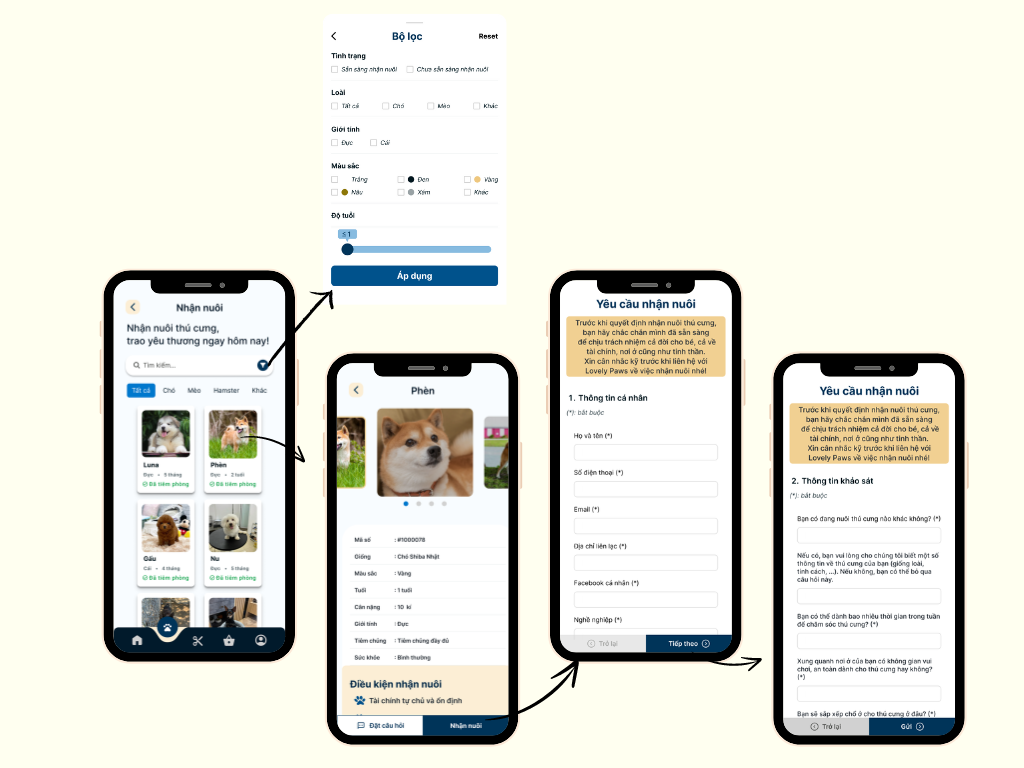 Bộ lọc
Reset
Tình trạng
Sẵn sàng nhận nuôi
Chưa sẵn sàng nhận nuôi
Loài
Tất cả
Chó
Mèo
Khác
Giới tính
Đực
Cái
Màu sắc
Trắng
Đen
Vàng
Nâu
Xám
Khác
Độ tuổi
≤ 1
Áp dụng
Nhận nuôi
Nhận nuôi thú cưng,
trao yêu thương ngay hôm nay!
Tìm kiếm...
Tất cả
Chó
Mèo
Hamster
Khác
Luna
Đực • 5 tháng
Đã tiêm phòng
Phèn
Đực • 2 tuổi
Đã tiêm phòng
Gấu
Cái • 4 tháng
Đã tiêm phòng
Nu
Đực • 5 tháng
Đã tiêm phòng
Phèn
Mã số : #1000078
Giống : Chó Shiba Nhật
Màu sắc : Vàng
Tuổi : 1 tuổi
Cân nặng : 10 kí
Giới tính : Đực
Tiêm chủng : Tiêm chủng đầy đủ
Sức khỏe : Bình thường
Điều kiện nhận nuôi
Tài chính tự chủ và ổn định
Đặt câu hỏi
Nhận nuôi
Yêu cầu nhận nuôi
Trước khi quyết định nhận nuôi thú cưng,
bạn hãy chắc chắn mình đã sẵn sàng
để chịu trách nhiệm cả đời cho bé, cả về
tài chính, nơi ở cũng như tinh thần.
Xin cân nhắc kỹ trước khi liên hệ với
Lovely Paws về việc nhận nuôi nhé!
1. Thông tin cá nhân
(*): bắt buộc
Họ và tên (*)
Số điện thoại (*)
Email (*)
Địa chỉ liên lạc (*)
Facebook cá nhân (*)
Nghề nghiệp (*)
Trở lại
Tiếp theo
Yêu cầu nhận nuôi
Trước khi quyết định nhận nuôi thú cưng,
bạn hãy chắc chắn mình đã sẵn sàng
để chịu trách nhiệm cả đời cho bé, cả về
tài chính, nơi ở cũng như tinh thần.
Xin cân nhắc kỹ trước khi liên hệ với
Lovely Paws về việc nhận nuôi nhé!
2. Thông tin khảo sát
(*): bắt buộc
Bạn có đang nuôi thú cưng nào khác không? (*)
Nếu có, bạn vui lòng cho chúng tôi biết một số
thông tin về thú cưng của bạn (giống loài,
tính cách, ...). Nếu không, bạn có thể bỏ qua
câu hỏi này.
Bạn có thể dành bao nhiêu thời gian trong tuần
để chăm sóc thú cưng? (*)
Xung quanh nơi ở của bạn có không gian vui
chơi, an toàn dành cho thú cưng hay không?
(*)
Bạn sẽ sắp xếp chỗ ở cho thú cưng ở đâu? (*)
Trở lại
Gửi